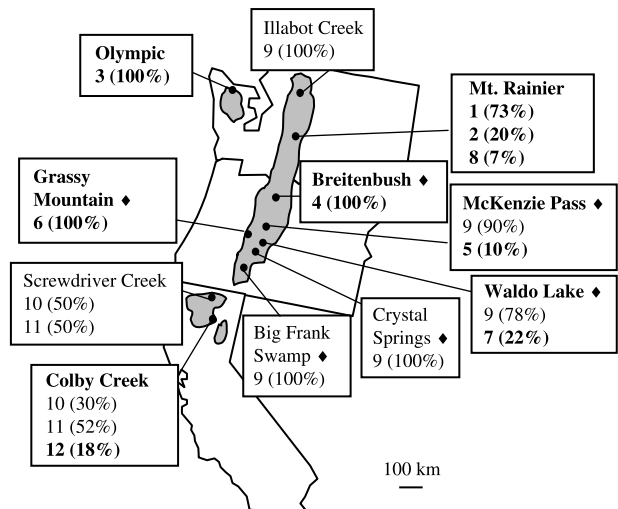 Illabot Creek
9 (100%)
Olympic
3 (100%)
Mt. Rainier
1 (73%)
2 (20%)
8 (7%)
Grassy
Mountain ♦
6 (100%)
Breitenbush ♦
4 (100%)
McKenzie Pass ♦
9 (90%)
5 (10%)
Screwdriver Creek
10 (50%)
11 (50%)
Waldo Lake ♦
9 (78%)
7 (22%)
Big Frank
Swamp ♦
9 (100%)
Crystal
Springs ♦
9 (100%)
Colby Creek
10 (30%)
11 (52%)
12 (18%)
100 km